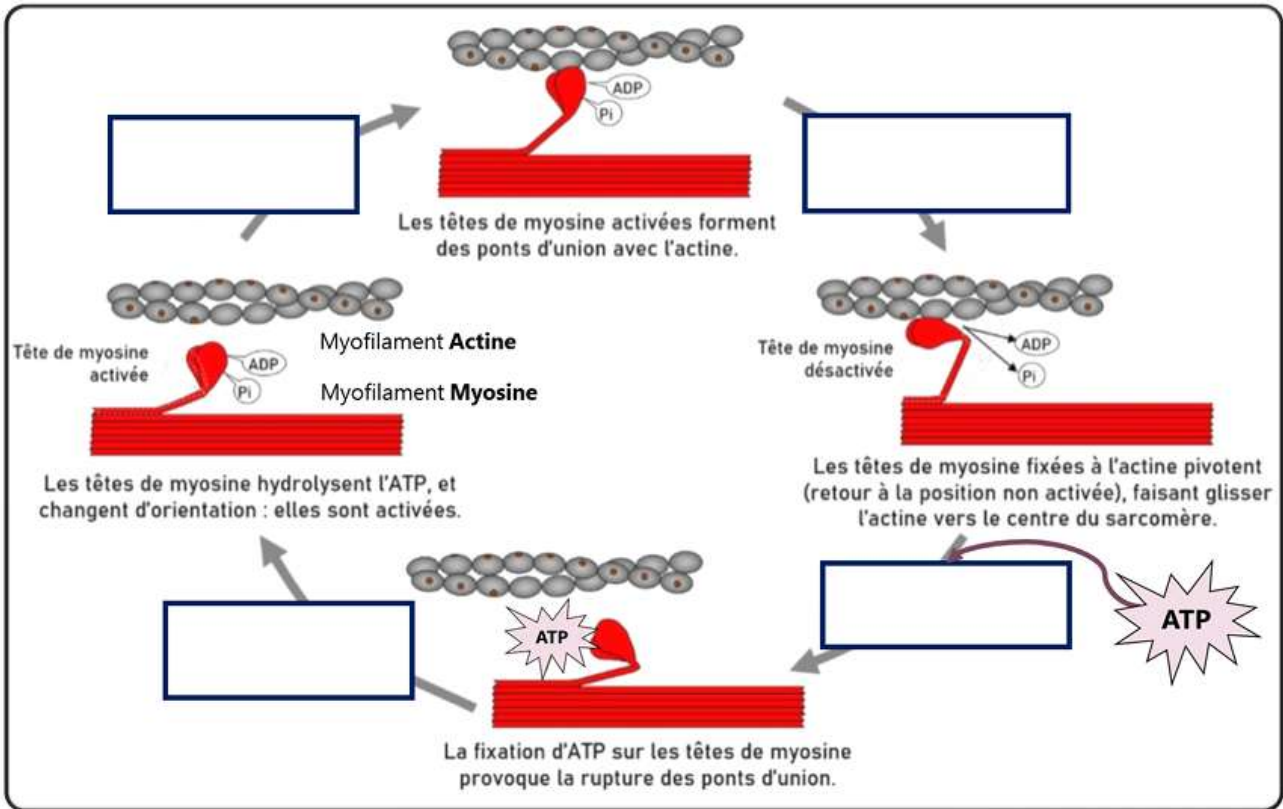 ADP
Pi
Les têtes de myosine activées forment
des ponts d'union avec l'actine.
Tête de myosine
activée
ADP
Pi
Myofilament Actine
Myofilament Myosine
Les têtes de myosine hydrolysent l'ATP, et
changent d'orientation : elles sont activées.
Tête de myosine
désactivée
ADP
Pi
Les têtes de myosine fixées à l'actine pivotent
(retour à la position non activée), faisant glisser
l'actine vers le centre du sarcomère.
ATP
ATP
La fixation d'ATP sur les têtes de myosine
provoque la rupture des ponts d'union.